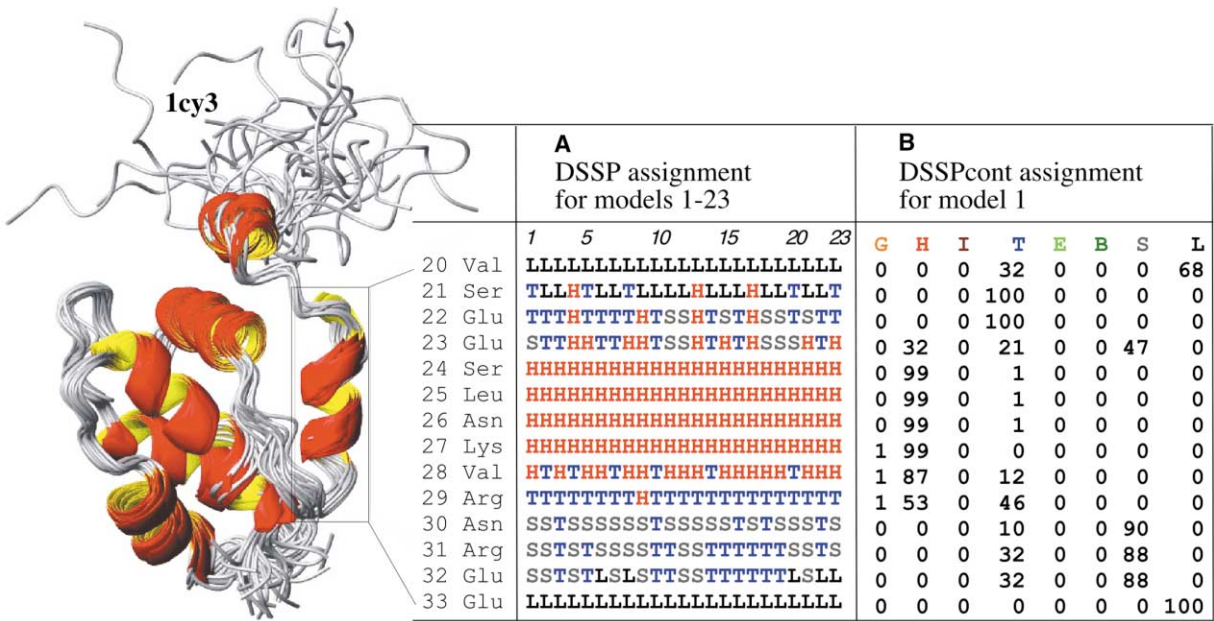 1cy3
A
DSSP assignment
for models 1-23
B
DSSPcont assignment
for model 1
1 5 10 15 20 23
G H I T E B S L
20 Val LLLLLLLLLLLLLLLLLLLLLLL 0 0 0 32 0 0 0 68
21 Ser TLLHTLLTLLLLHLLLHLLTLLT 0 0 0 100 0 0 0 0
22 Glu TTTHTTTTHTSSHTSTHSSTSTT 0 0 0 100 0 0 0 0
23 Glu STTHHTTHHTSSHTHTHSSSHTH 0 32 0 21 0 0 47 0
24 Ser HHHHHHHHHHHHHHHHHHHHHHH 0 99 0 1 0 0 0 0
25 Leu HHHHHHHHHHHHHHHHHHHHHHH 0 99 0 1 0 0 0 0
26 Asn HHHHHHHHHHHHHHHHHHHHHHH 0 99 0 1 0 0 0 0
27 Lys HHHHHHHHHHHHHHHHHHHHHHH 1 99 0 0 0 0 0 0
28 Val HTHTHHTHHTHHHTHHHHHTHHH 1 87 0 12 0 0 0 0
29 Arg TTTTTTTTHTTTTTTTTTTTTTT 1 53 0 46 0 0 0 0
30 Asn SSTSSSSSSTSSSSSTSTSSSTS 0 0 0 10 0 0 90 0
31 Arg SSTSTSSSSTTSSTTTTTTSSTS 0 0 0 32 0 0 88 0
32 Glu SSTSTLSLSTTSSTTTTTTLSLL 0 0 0 32 0 0 88 0
33 Glu LLLLLLLLLLLLLLLLLLLLLLL 0 0 0 0 0 0 0 100